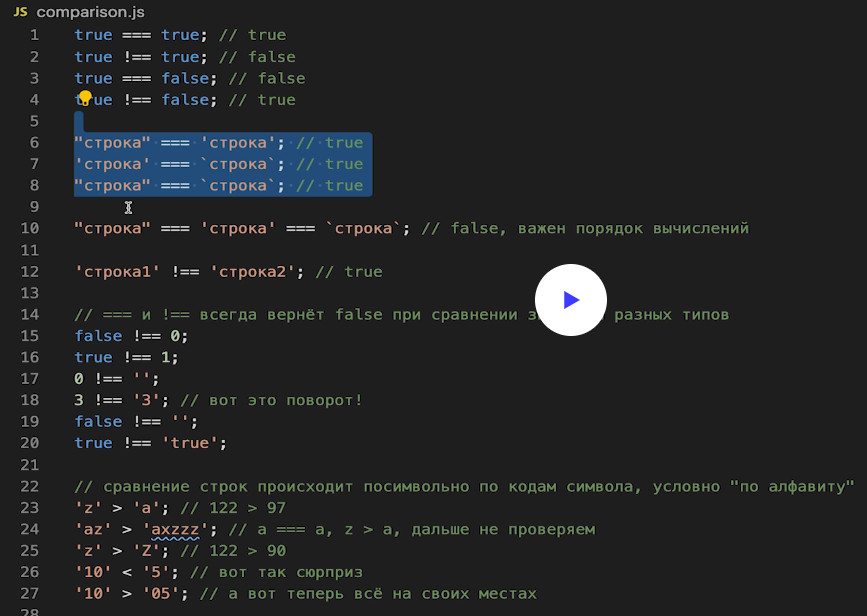 JS comparison.js
1 true === true; // true
2 true !== true; // false
3 true === false; // false
4 true !== false; // true
5
6 "строка" === 'строка'; // true
7 'строка' === `строка`; // true
8 "строка" === `строка`; // true
9
10 "строка" === 'строка' === `строка`; // false, важен порядок вычислений
11
12 'строка1' !== 'строка2'; // true
13
14 // === и !== всегда вернёт false при сравнении разных типов
15 false !== 0;
16 true !== 1;
17 0 !== '';
18 3 !== '3'; // вот это поворот!
19 false !== '';
20 true !== 'true';
21
22 // сравнение строк происходит посимвольно по кодам символа, условно "по алфавиту"
23 'z' > 'a'; // 122 > 97
24 'az' > 'axzzz'; // a === a, z > a, дальше не проверяем
25 'z' > 'Z'; // 122 > 90
26 '10' < '5'; // вот так сюрприз
27 '10' > '05'; // а вот теперь всё на своих местах
28